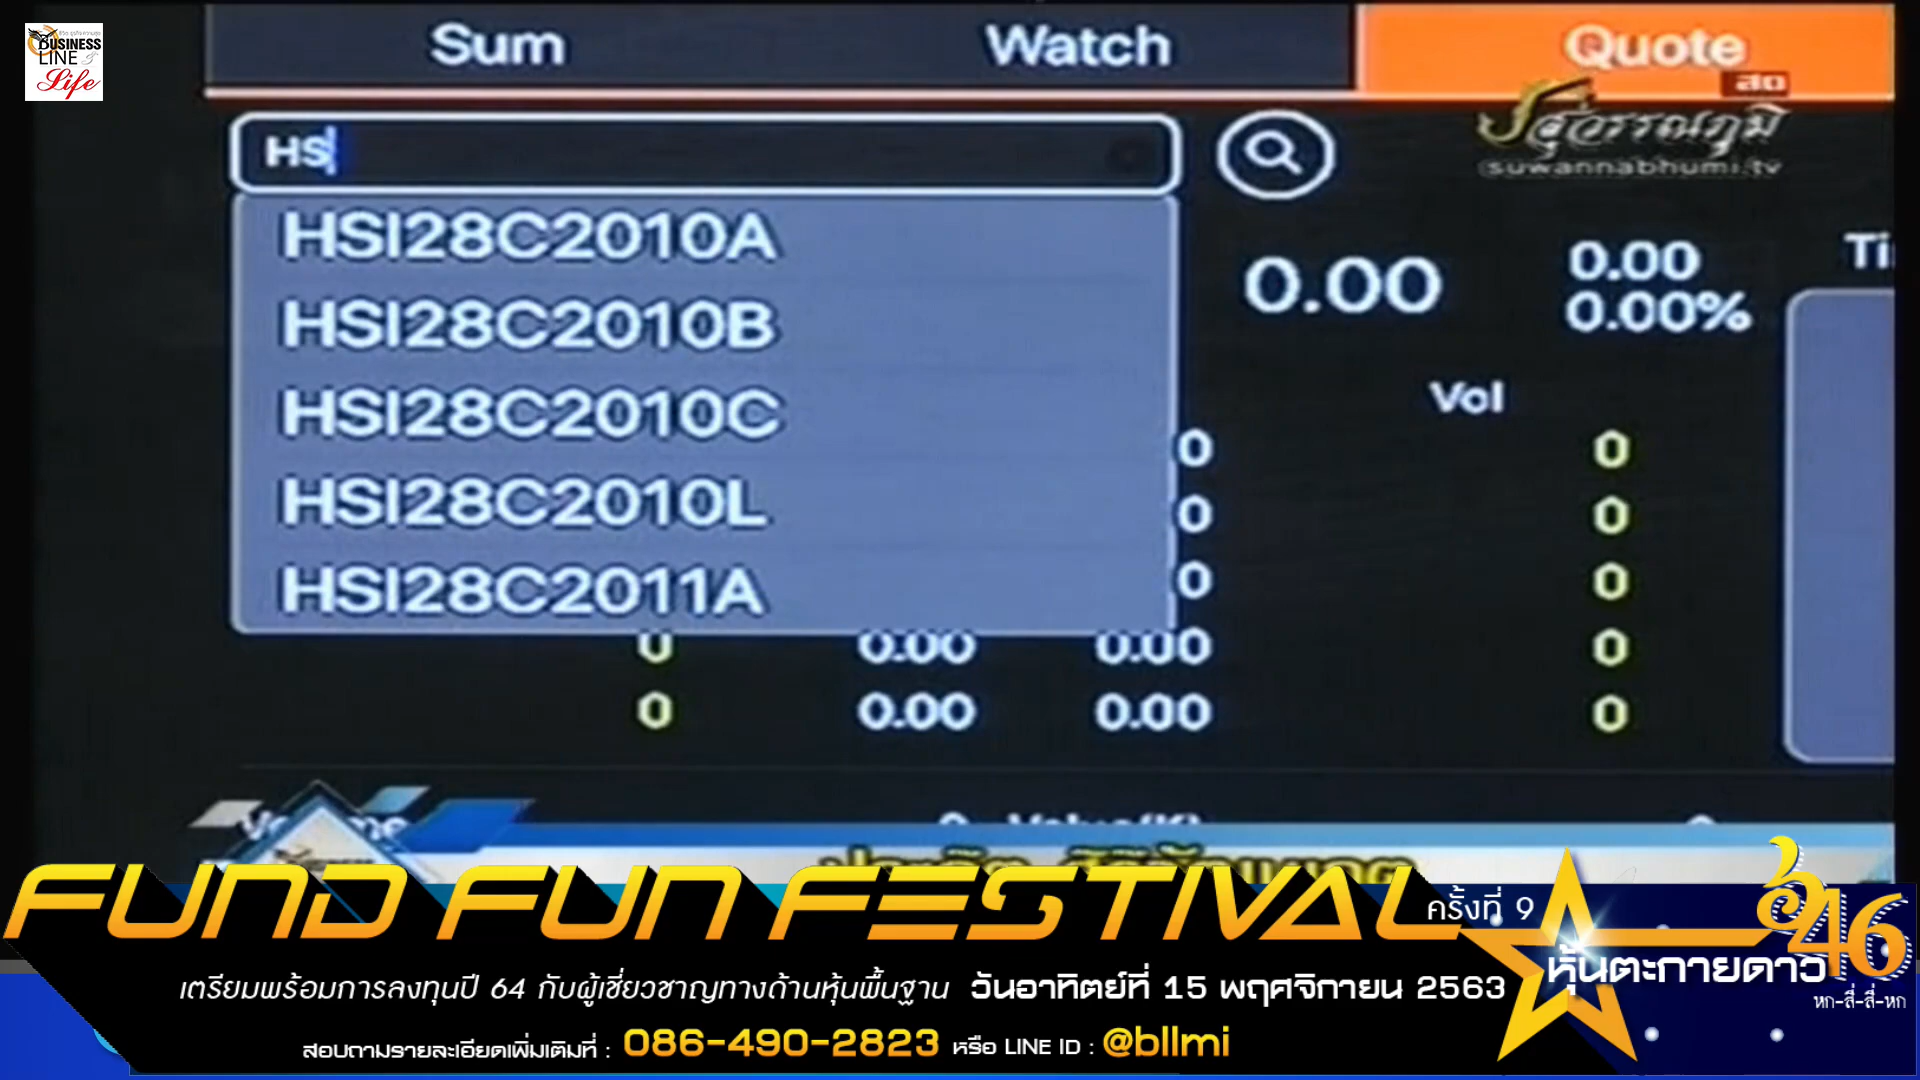 BUSINESS
LINE &
Life
Sum
Watch
Quote
สด
สุวรรณภูมิ
suwannabhumi.tv
HS
HSI28C2010A
HSI28C2010B
HSI28C2010C
HSI28C2010L
HSI28C2011A
0.00
0.00
0.00%
Vol
0 0
0 0
0 0
0 0.00 0.00 0
0 0.00 0.00 0
FUND FUN FESTIVAL
ครั้งที่ 9
เตรียมพร้อมการลงทุนปี 64 กับผู้เชี่ยวชาญทางด้านหุ้นพื้นฐาน วันอาทิตย์ที่ 15 พฤศจิกายน 2563
สอบถามรายละเอียดเพิ่มเติมที่ : 086-490-2823 หรือ LINE ID : @bllmi
หุ้นตะกายดาว
หก-สี่-สี่-หก